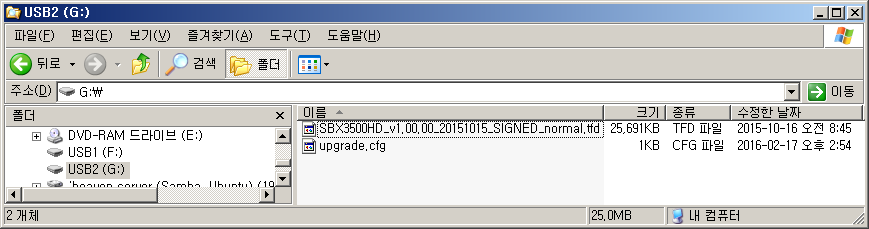 USB2 (G:)
파일(F) 편집(E) 보기(V) 즐겨찾기(A) 도구(T) 도움말(H)
뒤로 검색 폴더
주소(D) G:\ 이동
폴더
이름 크기 종류 수정한 날짜
DVD-RAM 드라이브 (E:)
USB1 (F:)
USB2 (G:)
'heaven server (Samba, Ubuntu) (19
SBX3500HD_v1,00,00_20151015_SIGNED_normal,tfd 25,691KB TFD 파일 2015-10-16 오전 8:45
upgrade,cfg 1KB CFG 파일 2016-02-17 오후 2:54
2 개체 25,0MB 내 컴퓨터